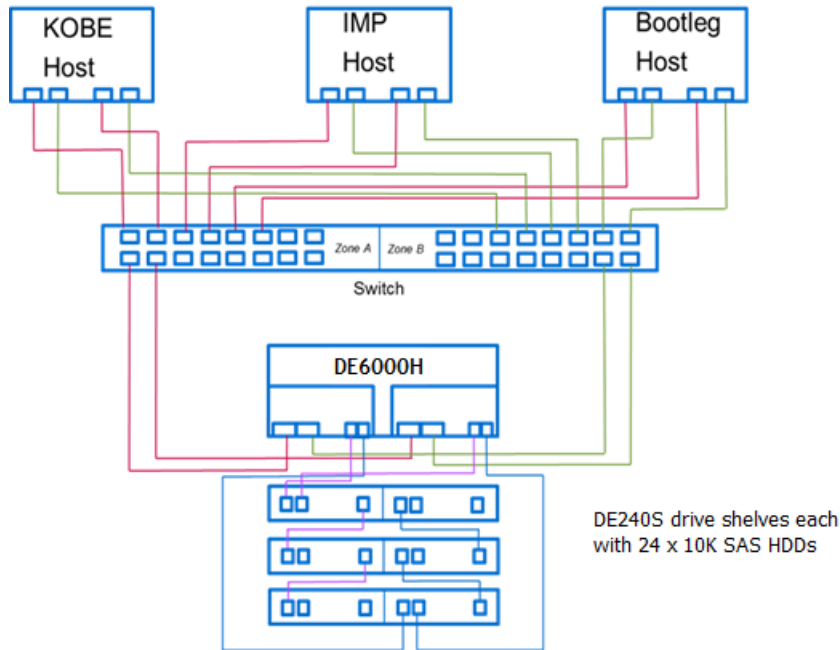 KOBE
Host
IMP
Host
Bootleg
Host
Zone A
Zone B
Switch
DE6000H
DE240S drive shelves each
with 24 x 10K SAS HDDs